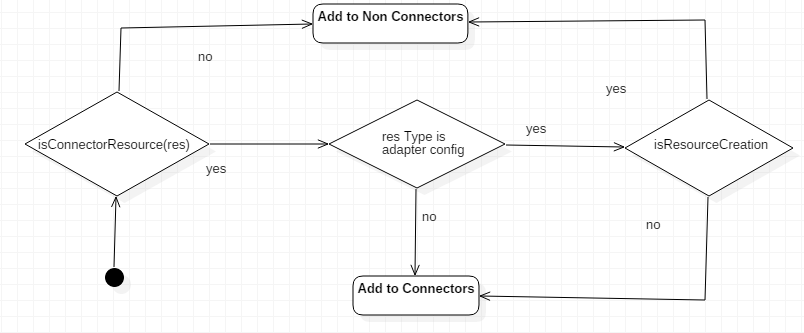 Add to Non Connectors
no
yes
isConnectorResource(res)
res Type is
adapter config
yes
isResourceCreation
yes
no
no
Add to Connectors